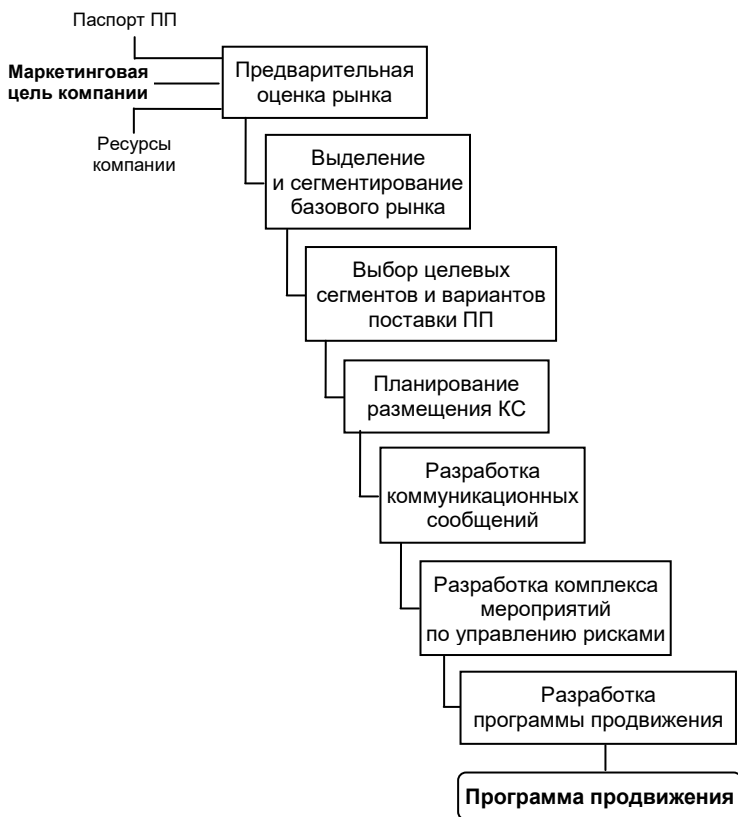 Паспорт ПП
Маркетинговая
цель компании
Ресурсы
компании
Предварительная
оценка рынка
Выделение
и сегментирование
базового рынка
Выбор целевых
сегментов и вариантов
поставки ПП
Планирование
размещения КС
Разработка
коммуникационных
сообщений
Разработка комплекса
мероприятий
по управлению рисками
Разработка
программы продвижения
Программа продвижения